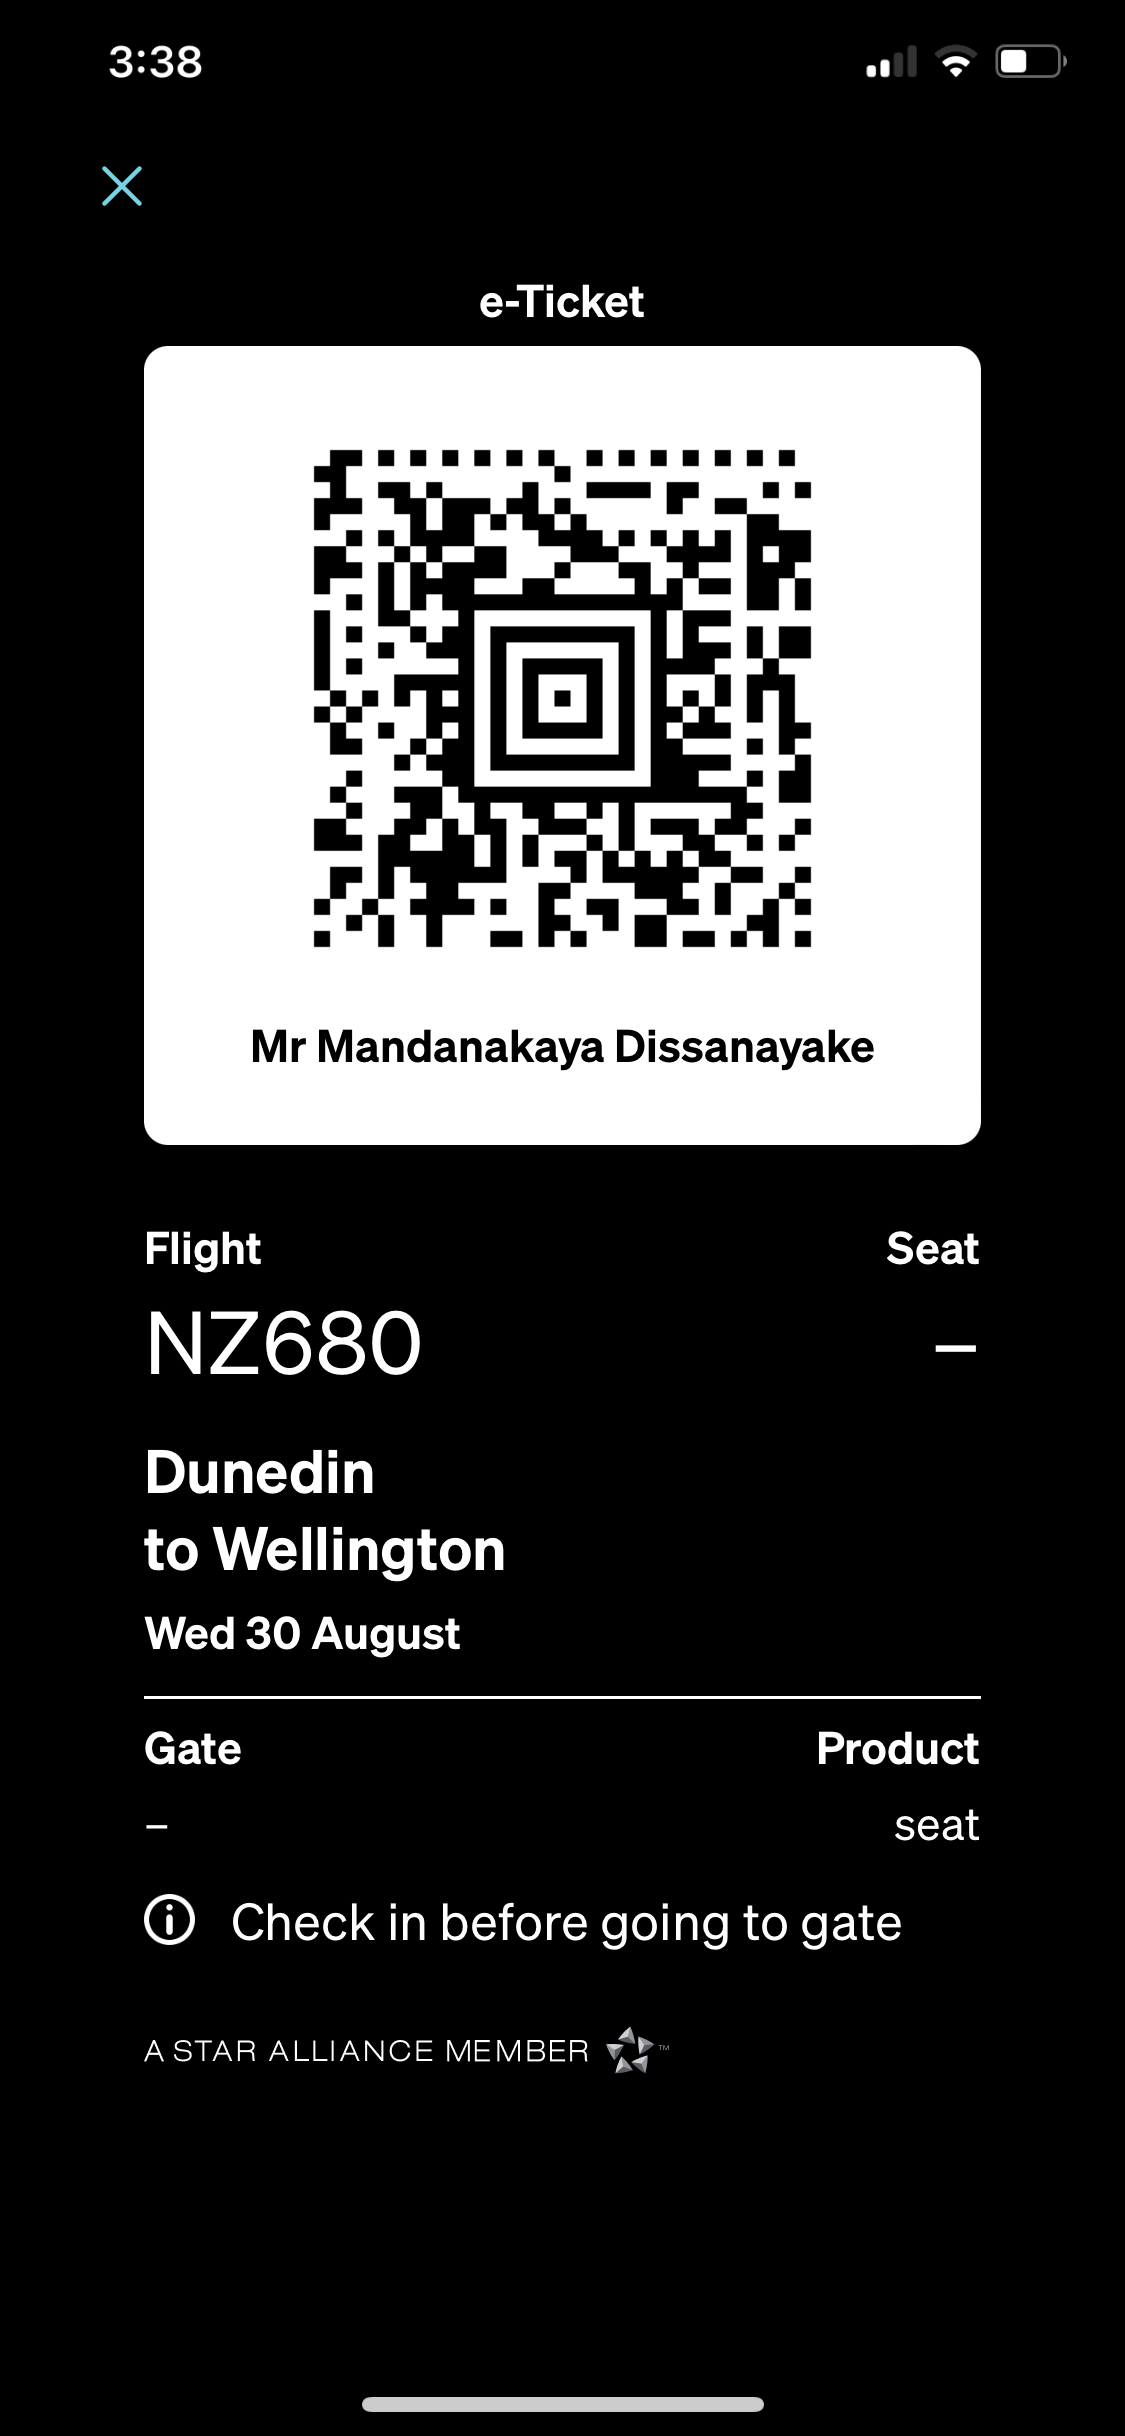 3:38
e-Ticket
Mr Mandanakaya Dissanayake
Flight Seat
NZ680 –
Dunedin
to Wellington
Wed 30 August
Gate Product
– seat
Check in before going to gate
A STAR ALLIANCE MEMBER ™